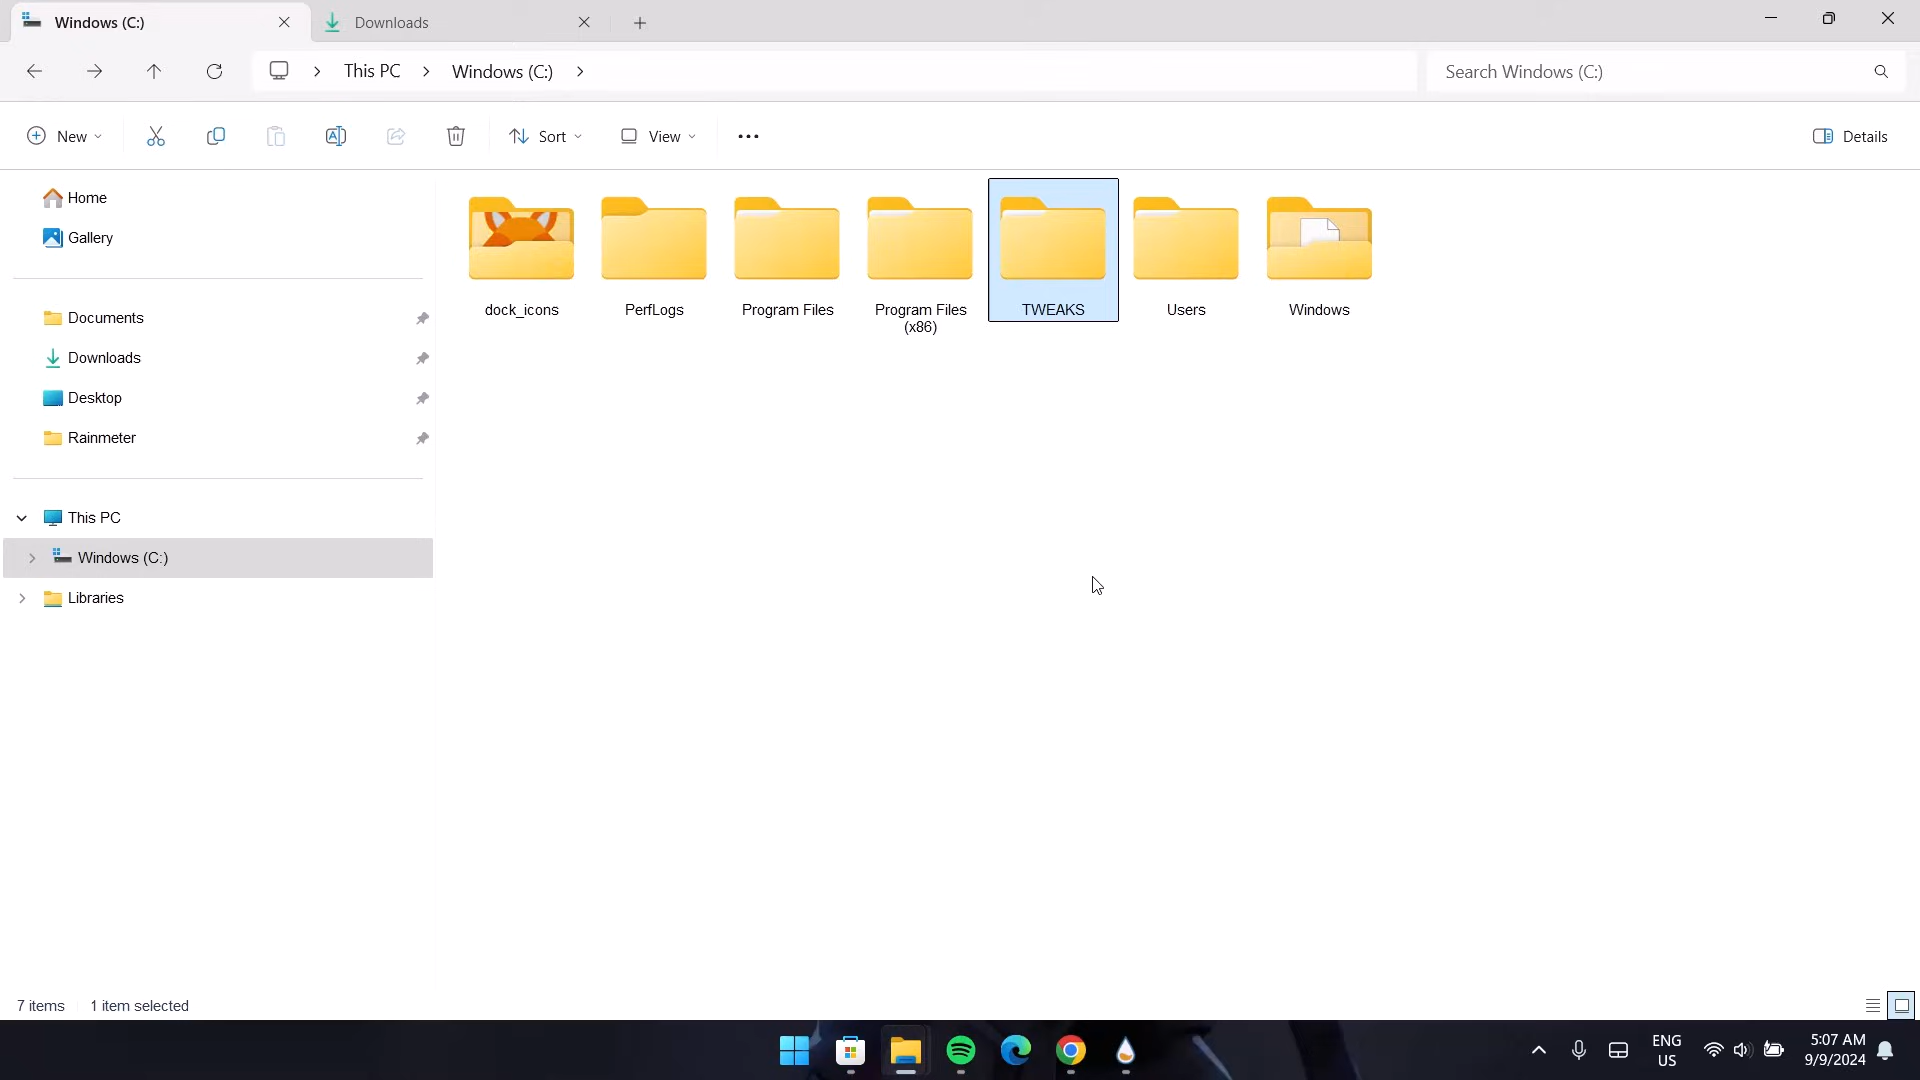 Windows (C:)
Downloads
This PC
Windows (C:)
Search Windows (C:)
New
Sort
View
Details
Home
Gallery
Documents
Downloads
Desktop
Rainmeter
This PC
Windows (C:)
Libraries
dock_icons
PerfLogs
Program Files
Program Files
(x86)
TWEAKS
Users
Windows
7 items
1 item selected
ENG
US
5:07 AM
9/9/2024